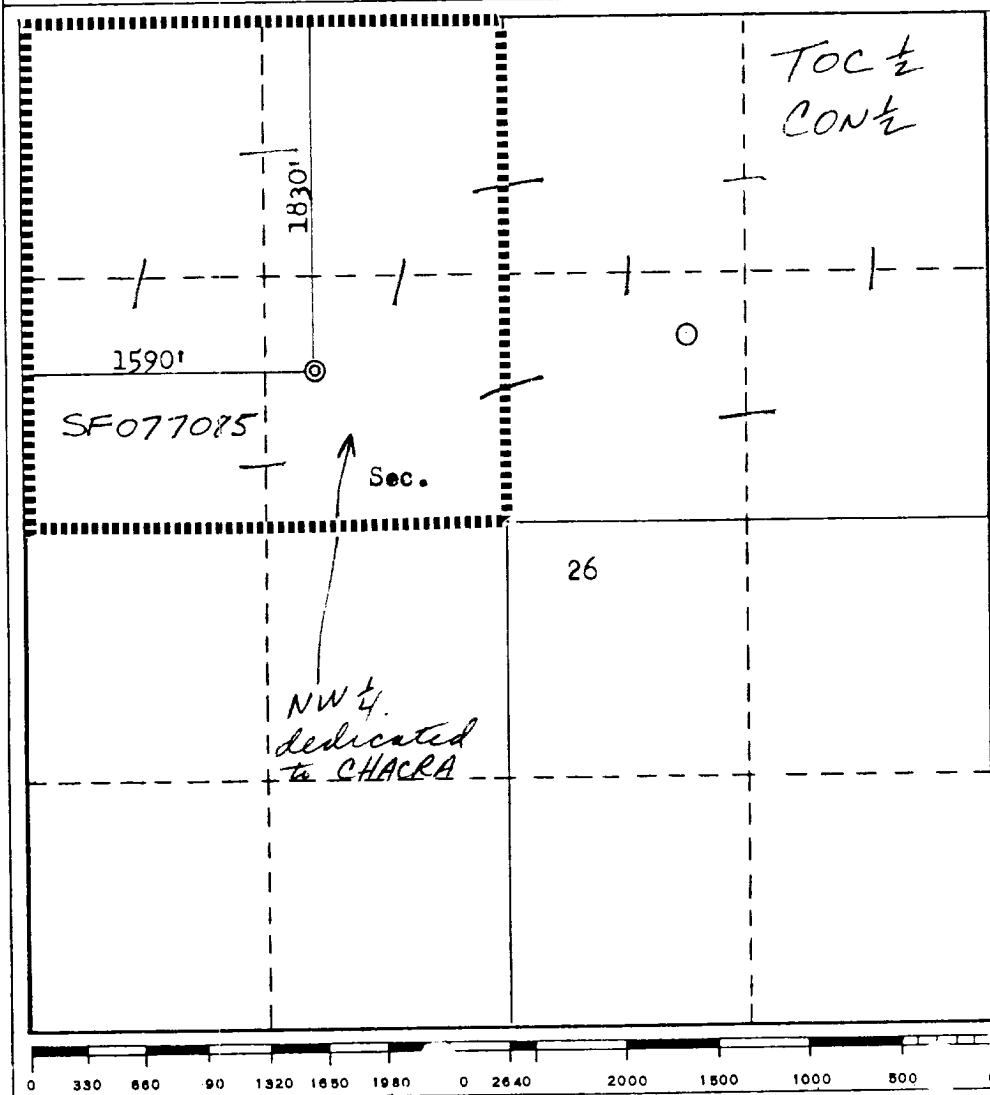 TOC ½
CON ½
1830'
1590'
SF077085
Sec.
26
NW ¼.
dedicated
to CHACRA
0 330 660 90 1320 1650 1980 0 2640 2000 1500 1000 500